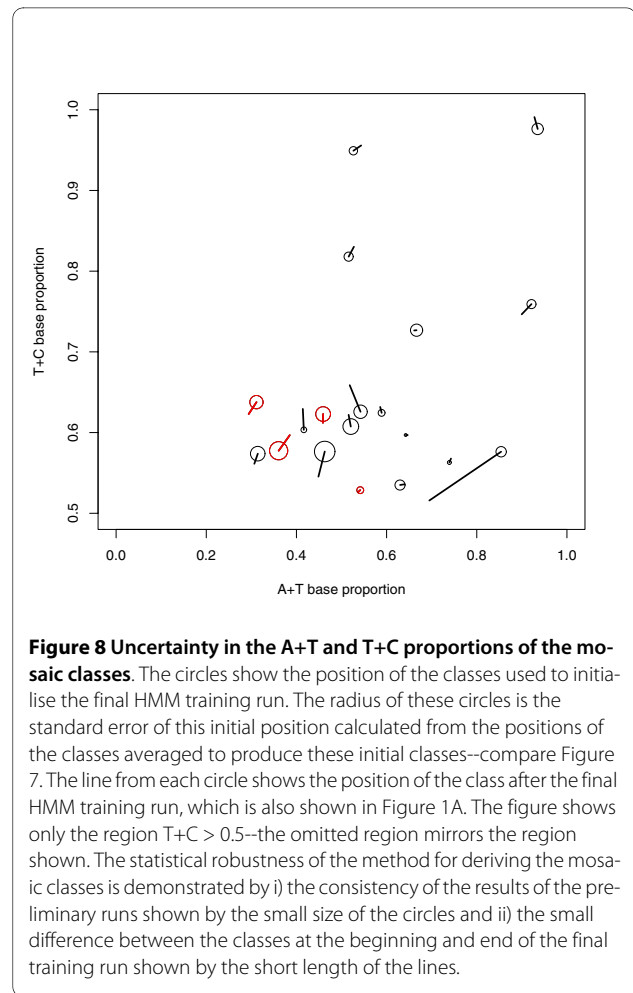 1.0
0.9
0.8
0.7
0.6
0.5
T+C base proportion
0.0 0.2 0.4 0.6 0.8 1.0
A+T base proportion
Figure 8 Uncertainty in the A+T and T+C proportions of the mo-
saic classes. The circles show the position of the classes used to initia-
lise the final HMM training run. The radius of these circles is the
standard error of this initial position calculated from the positions of
the classes averaged to produce these initial classes--compare Figure
7. The line from each circle shows the position of the class after the final
HMM training run, which is also shown in Figure 1A. The figure shows
only the region T+C > 0.5--the omitted region mirrors the region
shown. The statistical robustness of the method for deriving the mosa-
ic classes is demonstrated by i) the consistency of the results of the pre-
liminary runs shown by the small size of the circles and ii) the small
difference between the classes at the beginning and end of the final
training run shown by the short length of the lines.